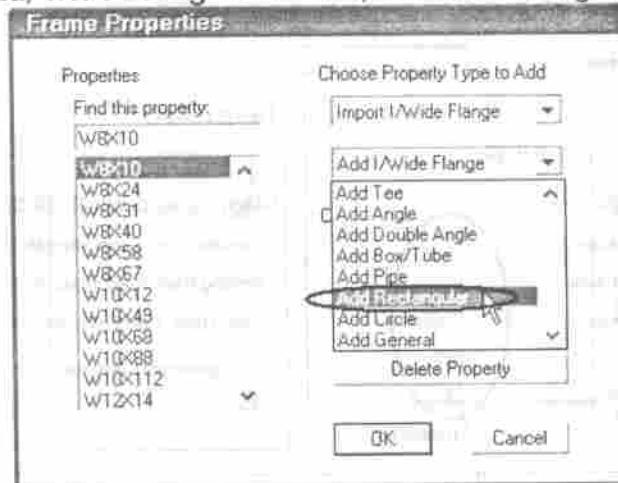 Frame Properties
Properties
Find this property:
W8X10
W8X10
W8X24
W8X31
W8X40
W8X58
W8X67
W10X12
W10X49
W10X68
W10X88
W10X112
W12X14
Choose Property Type to Add
Import I/Wide Flange
Add I/Wide Flange
Add Tee
Add Angle
Add Double Angle
Add Box/Tube
Add Pipe
Add Rectangular
Add Circle
Add General
Delete Property
OK
Cancel